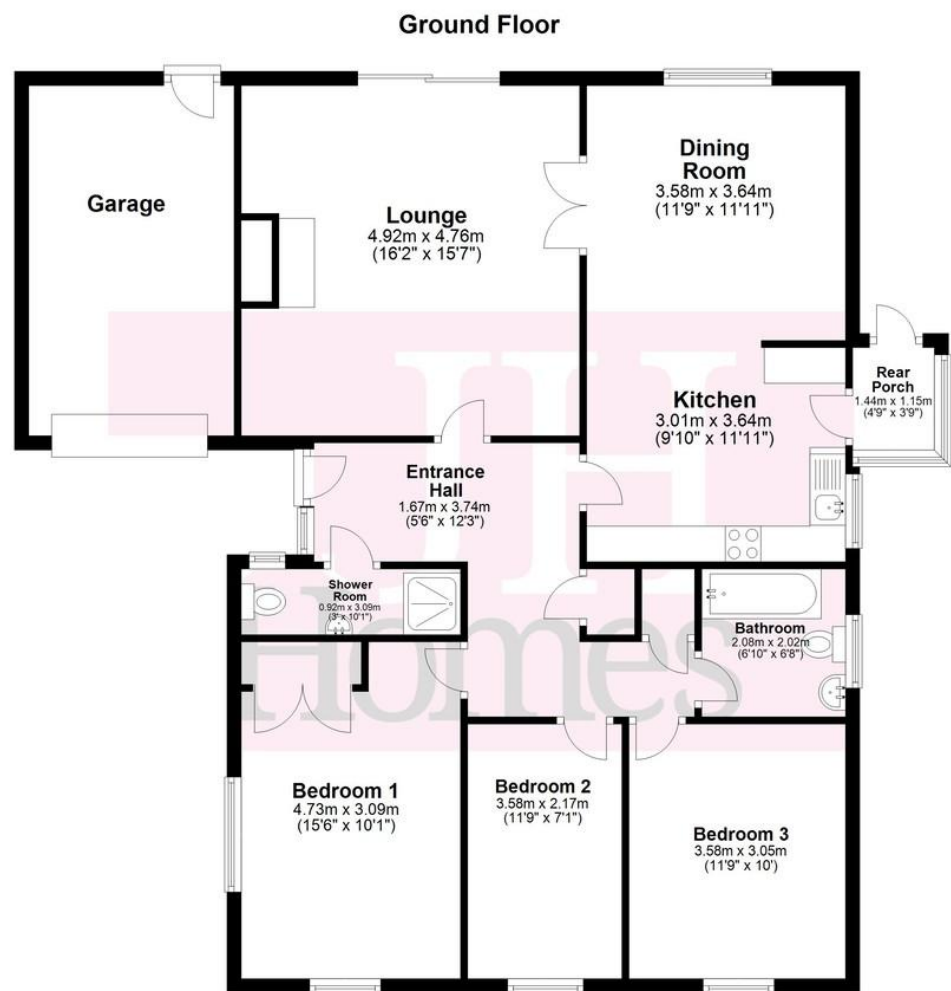 Ground Floor
Garage
Lounge
4.92m x 4.76m
(16'2" x 15'7")
Dining
Room
3.58m x 3.64m
(11'9" x 11'11")
Kitchen
3.01m x 3.64m
(9'10" x 11'11")
Rear
Porch
1.44m x 1.15m
(4'9" x 3'9")
Entrance
Hall
1.67m x 3.74m
(5'6" x 12'3")
Shower
Room
0.92m x 3.09m
(3' x 10'1")
Bathroom
2.08m x 2.02m
(6'10" x 6'8")
Bedroom 1
4.73m x 3.09m
(15'6" x 10'1")
Bedroom 2
3.58m x 2.17m
(11'9" x 7'1")
Bedroom 3
3.58m x 3.05m
(11'9" x 10')
JH
Homes